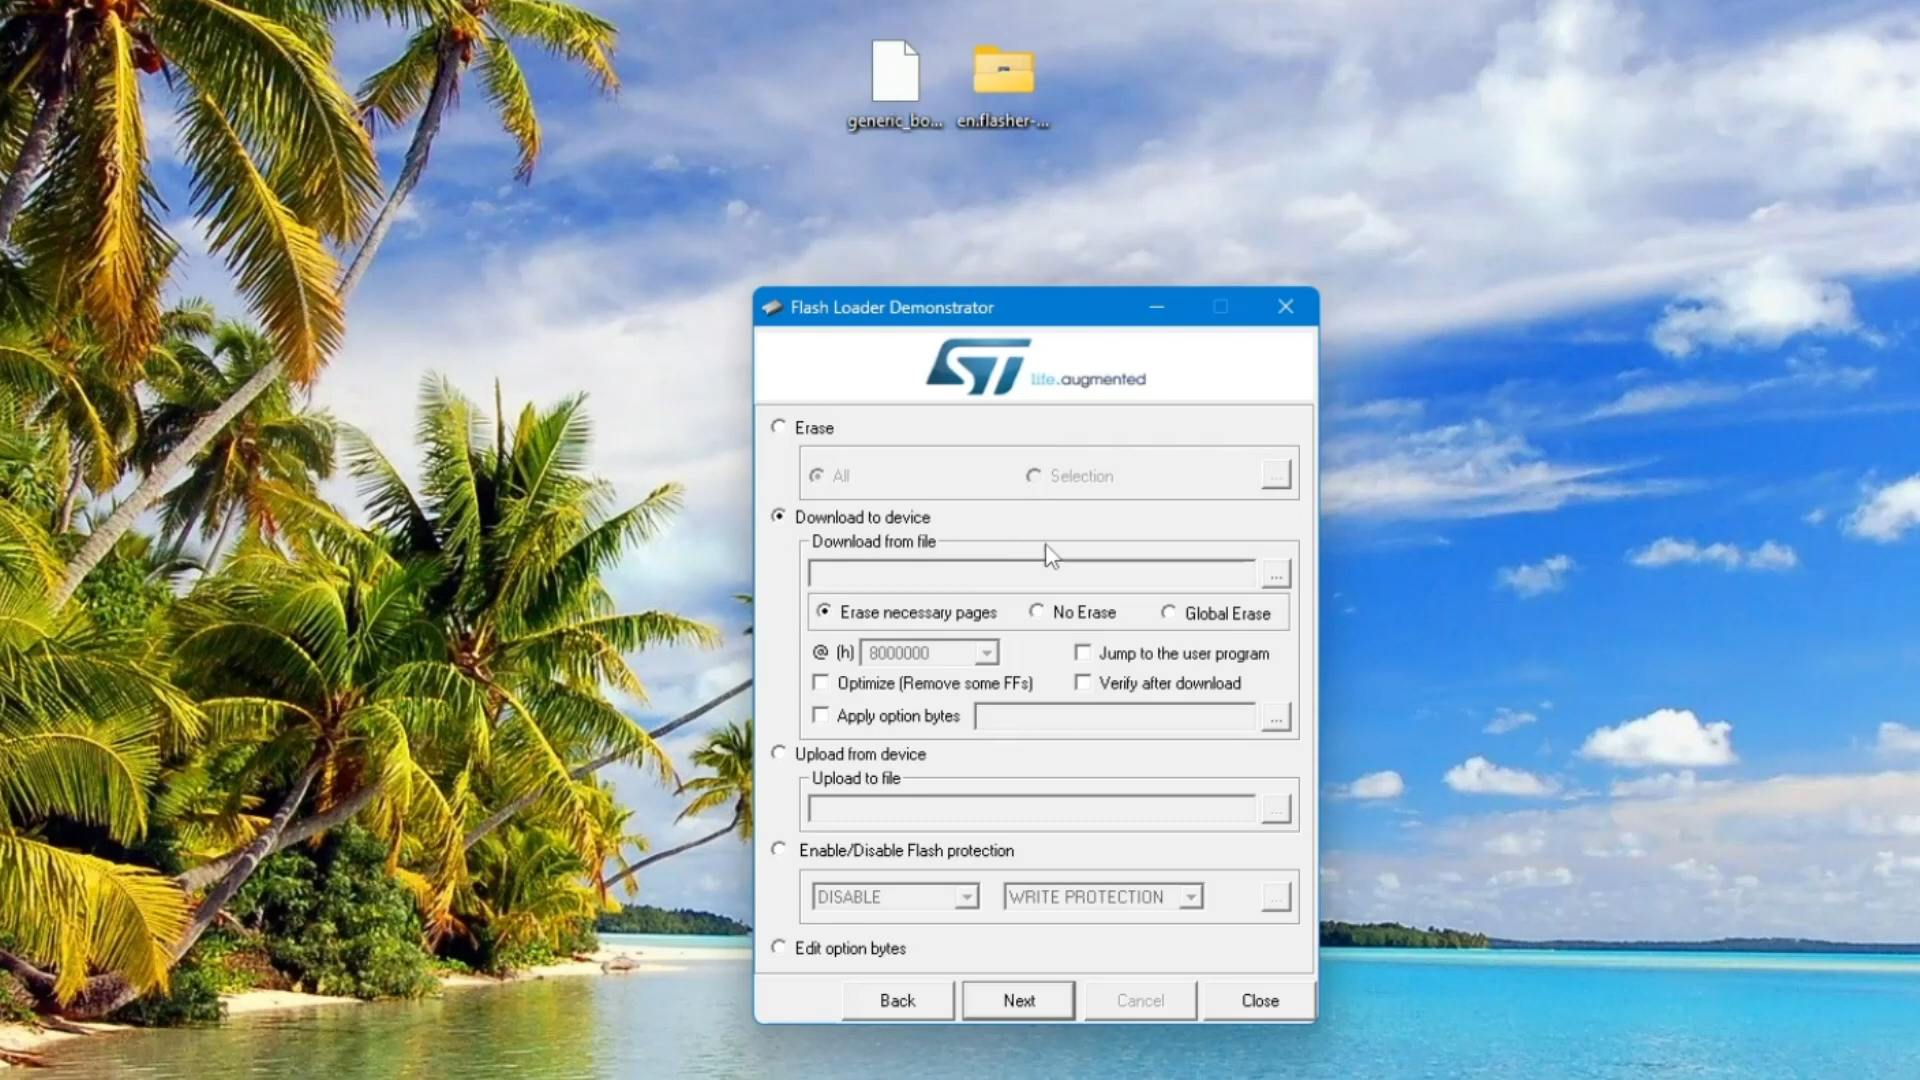 generic_bo...
en.flasher-...
Flash Loader Demonstrator
ST life.augmented
Erase
All
Selection
...
Download to device
Download from file
...
Erase necessary pages
No Erase
Global Erase
@ (h) 8000000
Jump to the user program
Optimize (Remove some FFs)
Verify after download
Apply option bytes
...
Upload from device
Upload to file
...
Enable/Disable Flash protection
DISABLE
WRITE PROTECTION
...
Edit option bytes
Back
Next
Cancel
Close